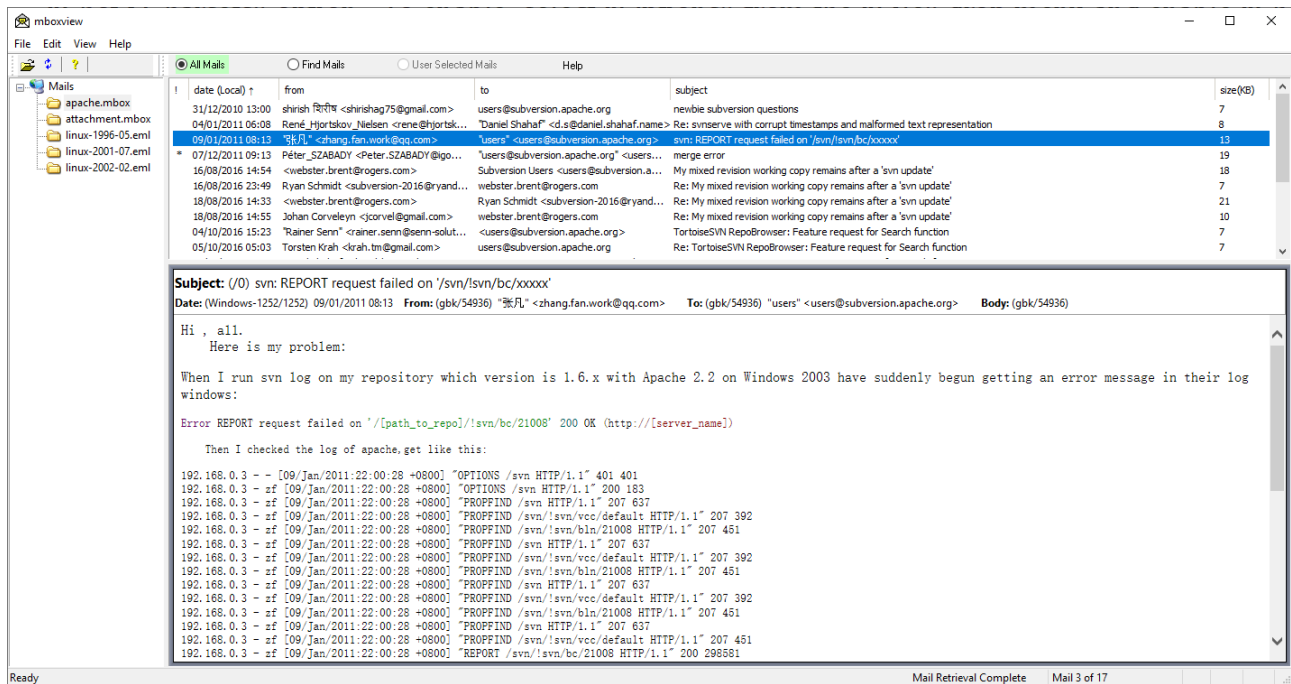 mboxview
File Edit View Help
All Mails Find Mails User Selected Mails Help
Mails
apache.mbox
attachment.mbox
linux-1996-05.eml
linux-2001-07.eml
linux-2002-02.eml
! date (Local) ↑ from to subject size(KB)
31/12/2010 13:00 shirish शिरीष <shirishag75@gmail.com> users@subversion.apache.org newbie subversion questions 7
04/01/2011 06:08 René_Hjortskov_Nielsen <rene@hjortsk... "Daniel Shahaf" <d.s@daniel.shahaf.name> Re: svnserve with corrupt timestamps and malformed text representation 8
09/01/2011 08:13 "张凡" <zhang.fan.work@qq.com> "users" <users@subversion.apache.org> svn: REPORT request failed on '/svn/!svn/bc/xxxxx' 13
* 07/12/2011 09:13 Péter_SZABADY <Peter.SZABADY@igo... "users@subversion.apache.org" <users... merge error 19
16/08/2016 14:54 <webster.brent@rogers.com> Subversion Users <users@subversion.a... My mixed revision working copy remains after a 'svn update' 18
16/08/2016 23:49 Ryan Schmidt <subversion-2016@ryand... webster.brent@rogers.com Re: My mixed revision working copy remains after a 'svn update' 7
18/08/2016 14:33 <webster.brent@rogers.com> Ryan Schmidt <subversion-2016@ryand... Re: My mixed revision working copy remains after a 'svn update' 21
18/08/2016 14:55 Johan Corveleyn <jcorvel@gmail.com> webster.brent@rogers.com Re: My mixed revision working copy remains after a 'svn update' 10
04/10/2016 15:23 "Rainer Senn" <rainer.senn@senn-solut... <users@subversion.apache.org> TortoiseSVN RepoBrowser: Feature request for Search function 7
05/10/2016 05:03 Torsten Krah <krah.tm@gmail.com> users@subversion.apache.org Re: TortoiseSVN RepoBrowser: Feature request for Search function 7
Subject: (/0) svn: REPORT request failed on '/svn/!svn/bc/xxxxx'
Date: (Windows-1252/1252) 09/01/2011 08:13 From: (gbk/54936) "张凡" <zhang.fan.work@qq.com> To: (gbk/54936) "users" <users@subversion.apache.org> Body: (gbk/54936)
Hi , all.
Here is my problem:
When I run svn log on my repository which version is 1.6.x with Apache 2.2 on Windows 2003 have suddenly begun getting an error message in their log
windows:
Error REPORT request failed on '/[path_to_repo]/!svn/bc/21008' 200 OK (http://[server_name])
Then I checked the log of apache,get like this:
192.168.0.3 - - [09/Jan/2011:22:00:28 +0800] "OPTIONS /svn HTTP/1.1" 401 401
192.168.0.3 - zf [09/Jan/2011:22:00:28 +0800] "OPTIONS /svn HTTP/1.1" 200 183
192.168.0.3 - zf [09/Jan/2011:22:00:28 +0800] "PROPFIND /svn HTTP/1.1" 207 637
192.168.0.3 - zf [09/Jan/2011:22:00:28 +0800] "PROPFIND /svn/!svn/vcc/default HTTP/1.1" 207 392
192.168.0.3 - zf [09/Jan/2011:22:00:28 +0800] "PROPFIND /svn/!svn/bln/21008 HTTP/1.1" 207 451
192.168.0.3 - zf [09/Jan/2011:22:00:28 +0800] "PROPFIND /svn HTTP/1.1" 207 637
192.168.0.3 - zf [09/Jan/2011:22:00:28 +0800] "PROPFIND /svn/!svn/vcc/default HTTP/1.1" 207 392
192.168.0.3 - zf [09/Jan/2011:22:00:28 +0800] "PROPFIND /svn/!svn/bln/21008 HTTP/1.1" 207 451
192.168.0.3 - zf [09/Jan/2011:22:00:28 +0800] "PROPFIND /svn HTTP/1.1" 207 637
192.168.0.3 - zf [09/Jan/2011:22:00:28 +0800] "PROPFIND /svn/!svn/vcc/default HTTP/1.1" 207 392
192.168.0.3 - zf [09/Jan/2011:22:00:28 +0800] "PROPFIND /svn/!svn/bln/21008 HTTP/1.1" 207 451
192.168.0.3 - zf [09/Jan/2011:22:00:28 +0800] "PROPFIND /svn HTTP/1.1" 207 637
192.168.0.3 - zf [09/Jan/2011:22:00:28 +0800] "PROPFIND /svn/!svn/vcc/default HTTP/1.1" 207 451
192.168.0.3 - zf [09/Jan/2011:22:00:28 +0800] "REPORT /svn/!svn/bc/21008 HTTP/1.1" 200 298581
Ready Mail Retrieval Complete Mail 3 of 17